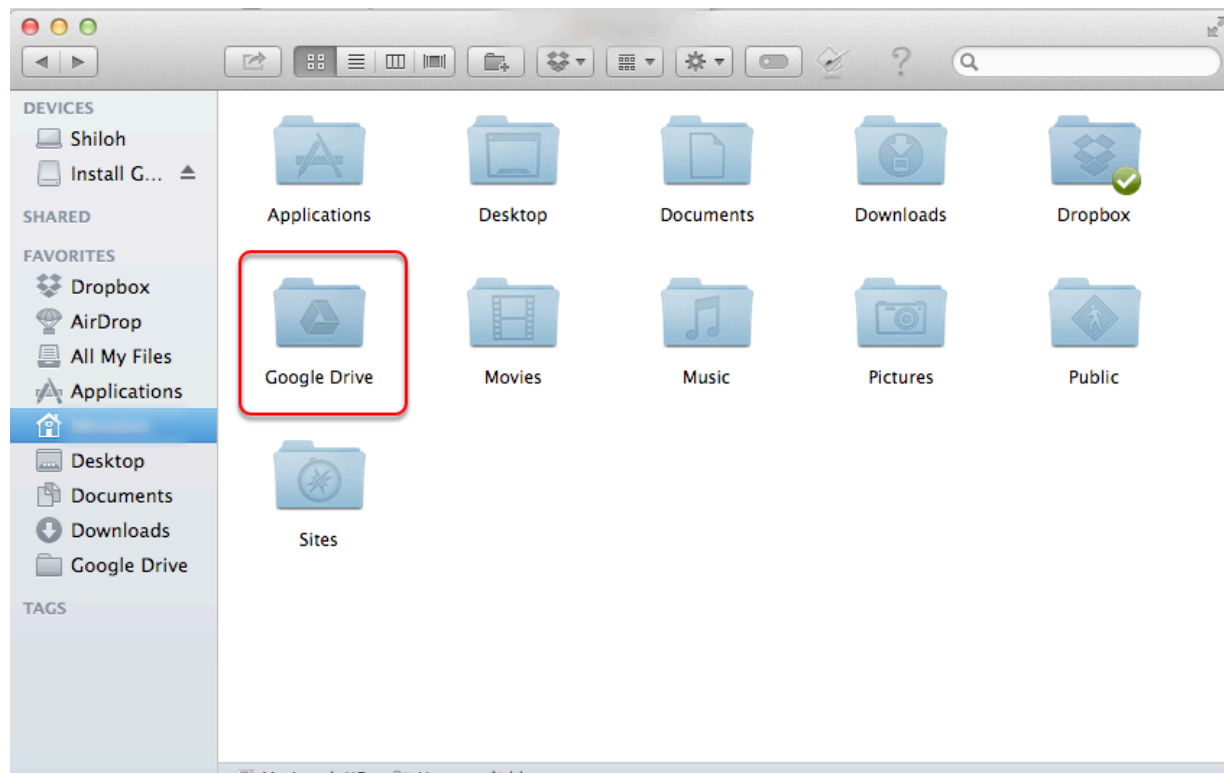 DEVICES
Shiloh
Install G...
SHARED
FAVORITES
Dropbox
AirDrop
All My Files
Applications
Desktop
Documents
Downloads
Google Drive
TAGS
?
Applications Desktop Documents Downloads Dropbox
Google Drive Movies Music Pictures Public
Sites